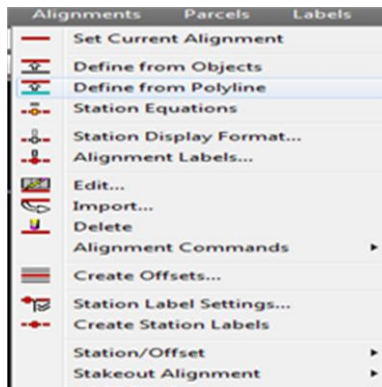 Alignments Parcels Labels
Set Current Alignment
Define from Objects
Define from Polyline
Station Equations
Station Display Format...
Alignment Labels...
Edit...
Import...
Delete
Alignment Commands
Create Offsets...
Station Label Settings...
Create Station Labels
Station/Offset
Stakeout Alignment